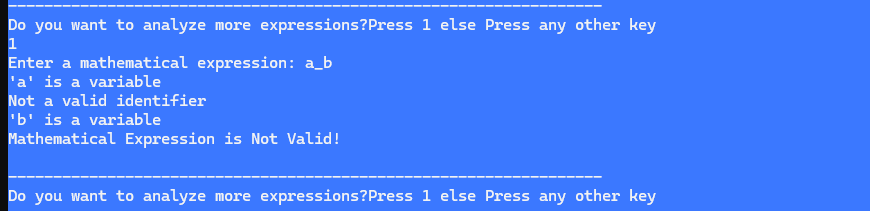 ------------------------------------------------------------------
Do you want to analyze more expressions?Press 1 else Press any other key
1
Enter a mathematical expression: a_b
'a' is a variable
Not a valid identifier
'b' is a variable
Mathematical Expression is Not Valid!
------------------------------------------------------------------
Do you want to analyze more expressions?Press 1 else Press any other key